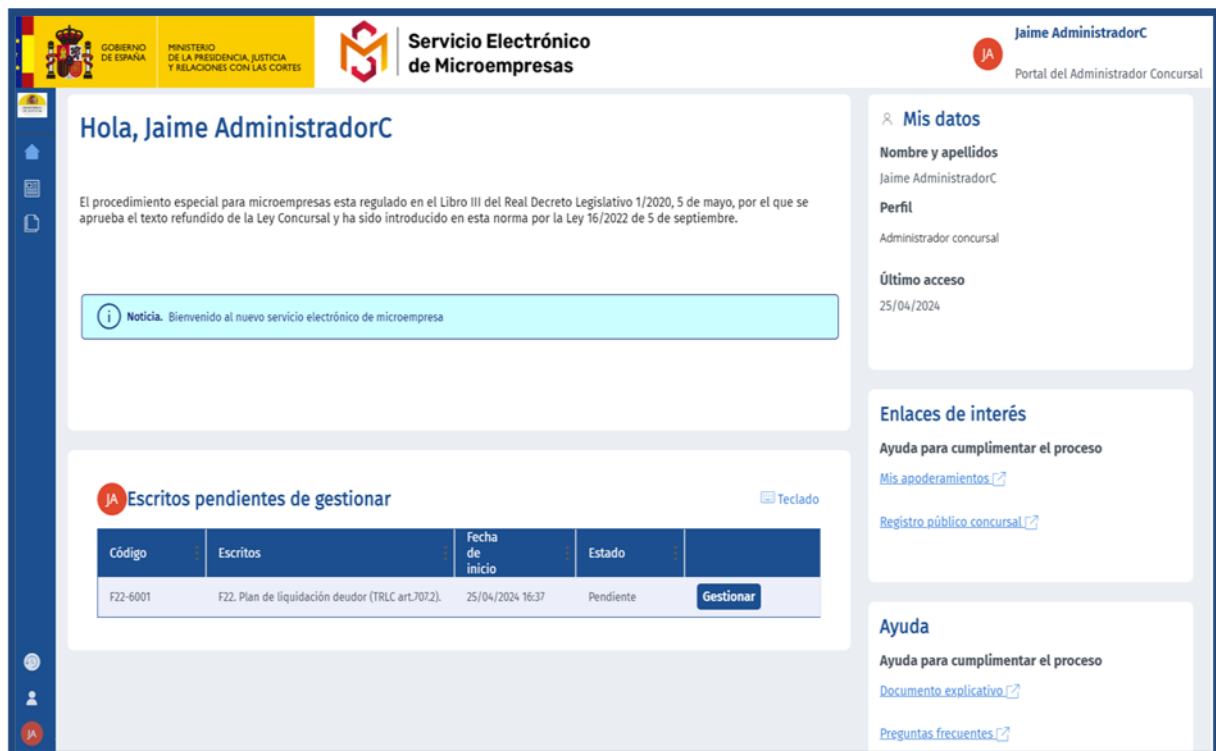 GOBIERNO
DE ESPAÑA
MINISTERIO
DE LA PRESIDENCIA, JUSTICIA
Y RELACIONES CON LAS CORTES
Servicio Electrónico
de Microempresas
JA
Jaime AdministradorC
Portal del Administrador Concursal
Hola, Jaime AdministradorC
El procedimiento especial para microempresas esta regulado en el Libro III del Real Decreto Legislativo 1/2020, 5 de mayo, por el que se
aprueba el texto refundido de la Ley Concursal y ha sido introducido en esta norma por la Ley 16/2022 de 5 de septiembre.
Noticia. Bienvenido al nuevo servicio electrónico de microempresa
JA Escritos pendientes de gestionar
Teclado
Código Escritos Fecha
de
inicio Estado
F22-6001 F22. Plan de liquidación deudor (TRLC art.707.2). 25/04/2024 16:37 Pendiente Gestionar
Mis datos
Nombre y apellidos
Jaime AdministradorC
Perfil
Administrador concursal
Último acceso
25/04/2024
Enlaces de interés
Ayuda para cumplimentar el proceso
Mis apoderamientos
Registro público concursal
Ayuda
Ayuda para cumplimentar el proceso
Documento explicativo
Preguntas frecuentes
JA